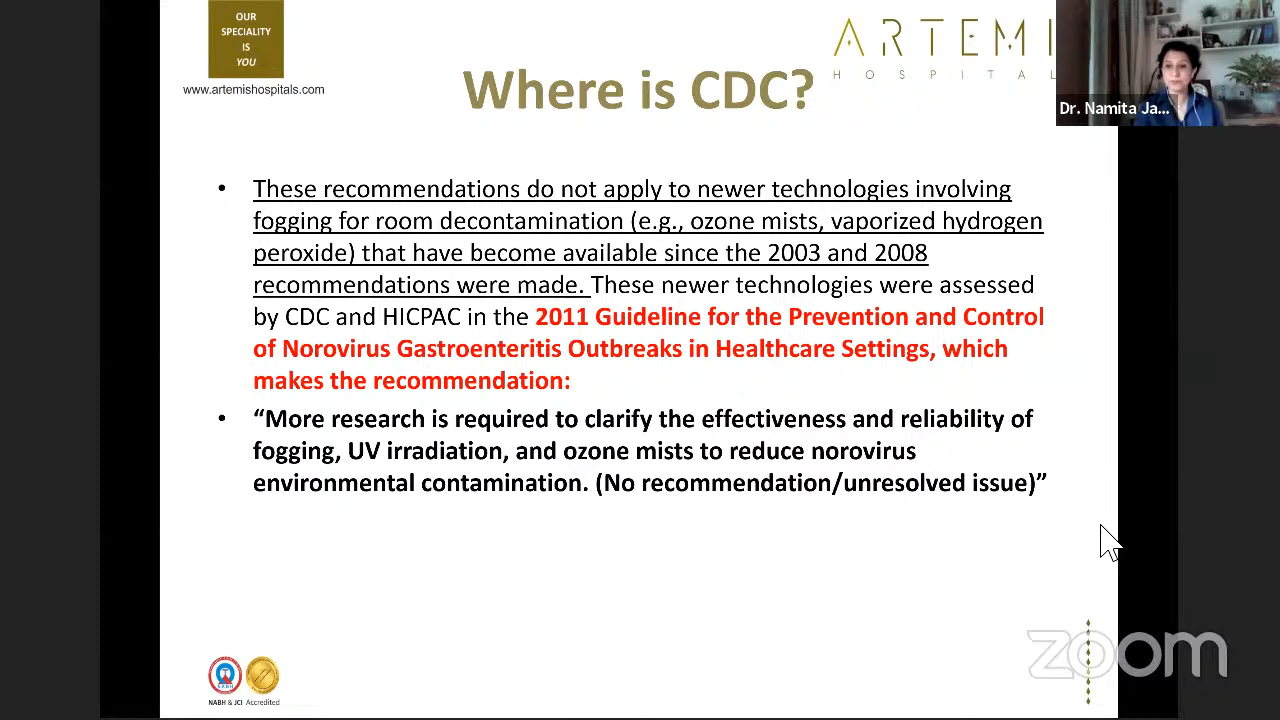 OUR
SPECIALITY
IS
YOU
www.artemishospitals.com
ARTEMI
HOSPITAL
Where is CDC?
Dr. Namita Ja...
• These recommendations do not apply to newer technologies involving
fogging for room decontamination (e.g., ozone mists, vaporized hydrogen
peroxide) that have become available since the 2003 and 2008
recommendations were made. These newer technologies were assessed
by CDC and HICPAC in the 2011 Guideline for the Prevention and Control
of Norovirus Gastroenteritis Outbreaks in Healthcare Settings, which
makes the recommendation:
• “More research is required to clarify the effectiveness and reliability of
fogging, UV irradiation, and ozone mists to reduce norovirus
environmental contamination. (No recommendation/unresolved issue)”
zoom
NABH & JCI Accredited